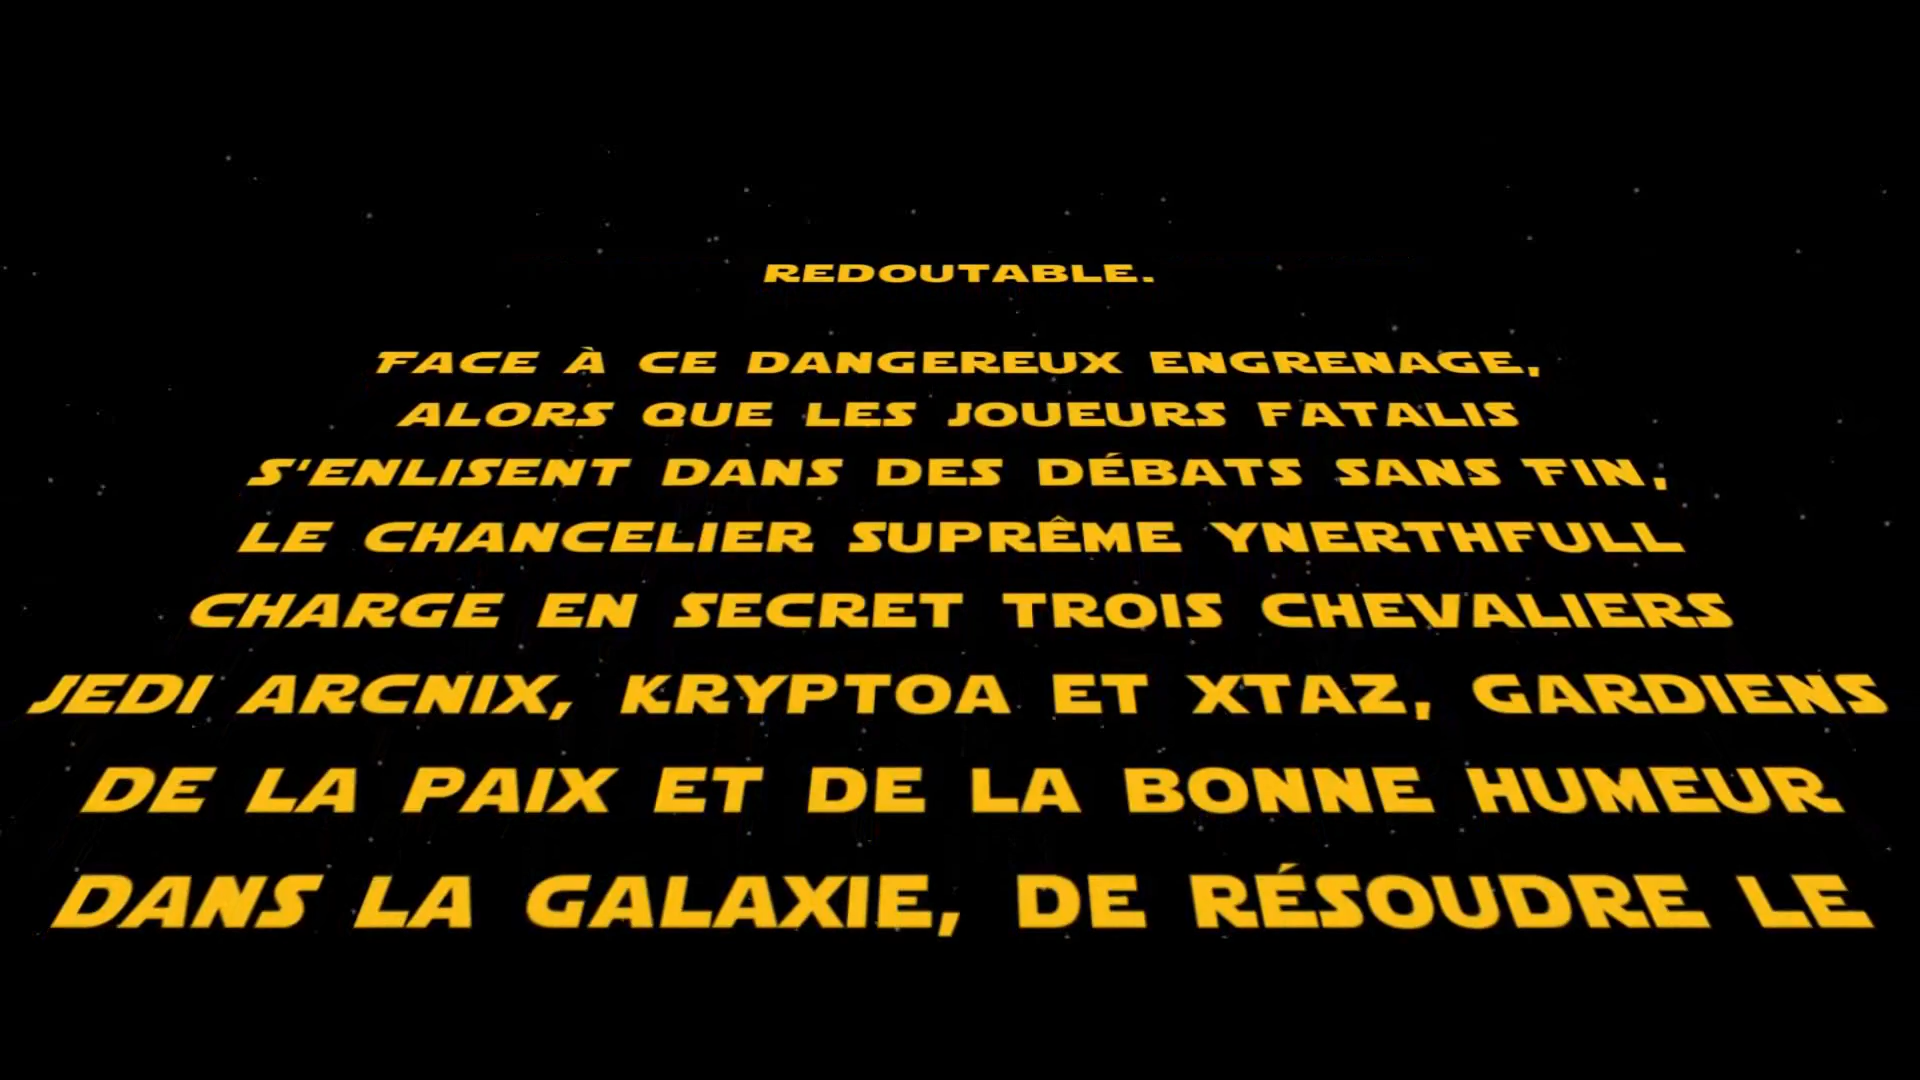 REDOUTABLE.
FACE À CE DANGEREUX ENGRENAGE,
ALORS QUE LES JOUEURS FATALIS
S'ENLISENT DANS DES DÉBATS SANS FIN,
LE CHANCELIER SUPRÊME YNERTHFULL
CHARGE EN SECRET TROIS CHEVALIERS
JEDI ARCNIX, KRYPTOA ET XTAZ, GARDIENS
DE LA PAIX ET DE LA BONNE HUMEUR
DANS LA GALAXIE, DE RÉSOUDRE LE